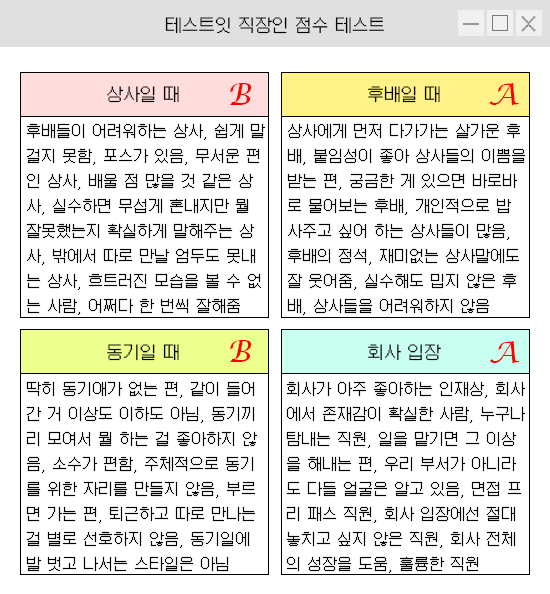 테스트잇 직장인 점수 테스트
상사일 때 B
후배들이 어려워하는 상사, 쉽게 말
걸지 못함, 포스가 있음, 무서운 편
인 상사, 배울 점 많을 것 같은 상
사, 실수하면 무섭게 혼내지만 뭘
잘못했는지 확실하게 말해주는 상
사, 밖에서 따로 만날 엄두도 못내
는 상사, 흐트러진 모습을 볼 수 없
는 사람, 어쩌다 한 번씩 잘해줌
후배일 때 A
상사에게 먼저 다가가는 살가운 후
배, 붙임성이 좋아 상사들의 이쁨을
받는 편, 궁금한 게 있으면 바로바
로 물어보는 후배, 개인적으로 밥
사주고 싶어 하는 상사들이 많음,
후배의 정석, 재미없는 상사말에도
잘 웃어줌, 실수해도 밉지 않은 후
배, 상사들을 어려워하지 않음
동기일 때 B
딱히 동기애가 없는 편, 같이 들어
간 거 이상도 이하도 아님, 동기끼
리 모여서 뭘 하는 걸 좋아하지 않
음, 소수가 편함, 주체적으로 동기
를 위한 자리를 만들지 않음, 부르
면 가는 편, 퇴근하고 따로 만나는
걸 별로 선호하지 않음, 동기일에
발 벗고 나서는 스타일은 아님
회사 입장 A
회사가 아주 좋아하는 인재상, 회사
에서 존재감이 확실한 사람, 누구나
탐내는 직원, 일을 맡기면 그 이상
을 해내는 편, 우리 부서가 아니라
도 다들 얼굴은 알고 있음, 면접 프
리 패스 직원, 회사 입장에선 절대
놓치고 싶지 않은 직원, 회사 전체
의 성장을 도움, 훌륭한 직원